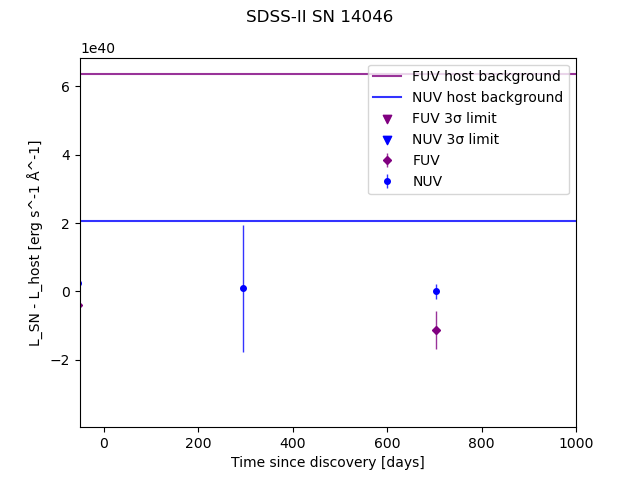 SDSS-II SN 14046
1e40
FUV host background
NUV host background
FUV 3σ limit
NUV 3σ limit
FUV
NUV
6
4
2
0
−2
L_SN - L_host [erg s^-1 Å^-1]
0 200 400 600 800 1000
Time since discovery [days]